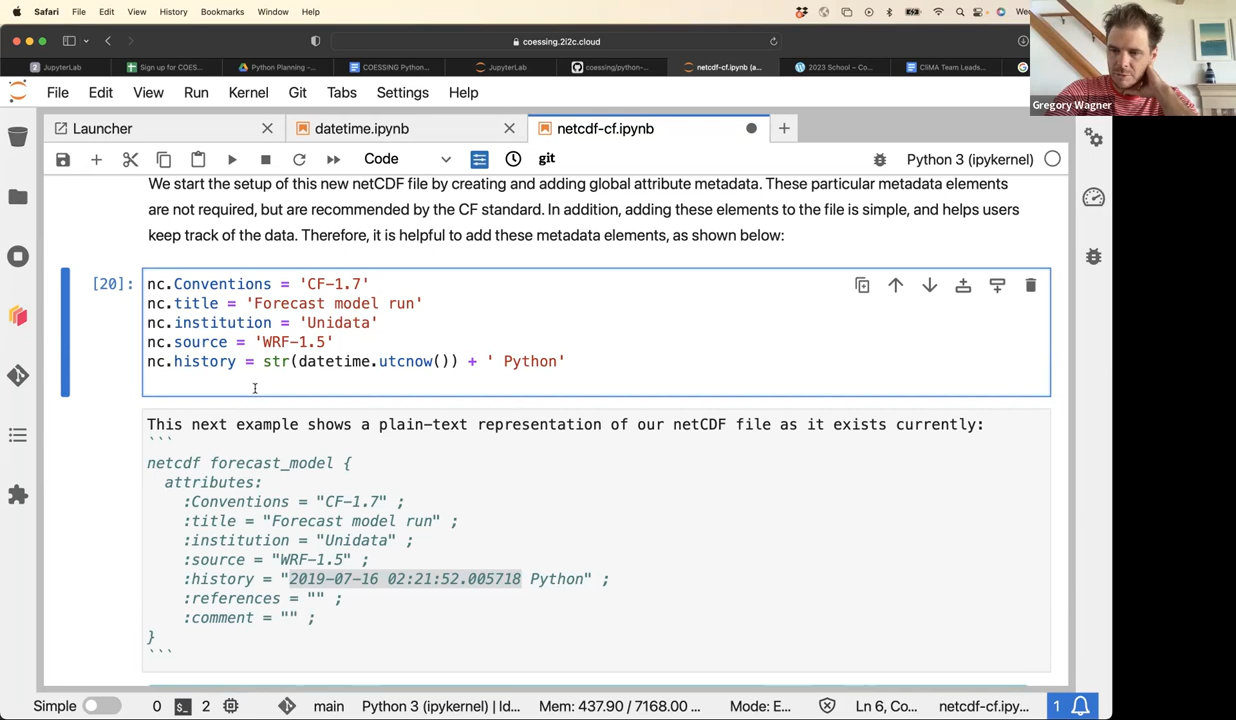 Safari File Edit View History Bookmarks Window Help
coessing.2i2c.cloud
JupyterLab
Sign up for COES...
Python Planning -...
COESSING Python...
JupyterLab
coessing/python-...
netcdf-cf.ipynb (a...
2023 School – Co...
CliMA Team Leads...
Gregory Wagner
File Edit View Run Kernel Git Tabs Settings Help
Launcher
datetime.ipynb
netcdf-cf.ipynb
Code
git
Python 3 (ipykernel)
We start the setup of this new netCDF file by creating and adding global attribute metadata. These particular metadata elements
are not required, but are recommended by the CF standard. In addition, adding these elements to the file is simple, and helps users
keep track of the data. Therefore, it is helpful to add these metadata elements, as shown below:
[20]:
nc.Conventions = 'CF-1.7'
nc.title = 'Forecast model run'
nc.institution = 'Unidata'
nc.source = 'WRF-1.5'
nc.history = str(datetime.utcnow()) + ' Python'
This next example shows a plain-text representation of our netCDF file as it exists currently:
```
netcdf forecast_model {
attributes:
:Conventions = "CF-1.7" ;
:title = "Forecast model run" ;
:institution = "Unidata" ;
:source = "WRF-1.5" ;
:history = "2019-07-16 02:21:52.005718 Python" ;
:references = "" ;
:comment = "" ;
}
```
Simple 0 2 main Python 3 (ipykernel) | Id... Mem: 437.90 / 7168.00 ... Mode: E... Ln 6, Co... netcdf-cf.ipy... 1